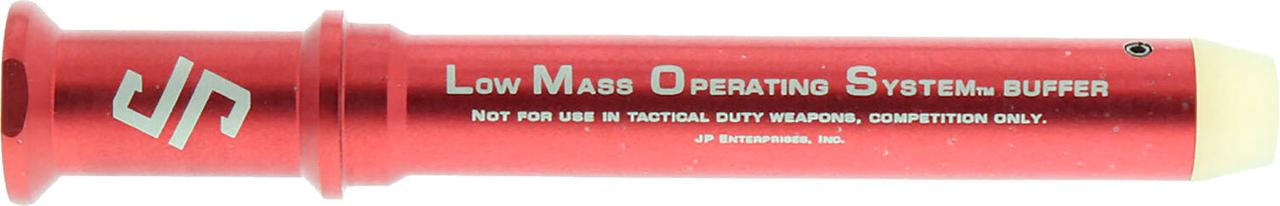 JP
LOW MASS OPERATING SYSTEM™ BUFFER
NOT FOR USE IN TACTICAL DUTY WEAPONS, COMPETITION ONLY.
JP ENTERPRISES, INC.